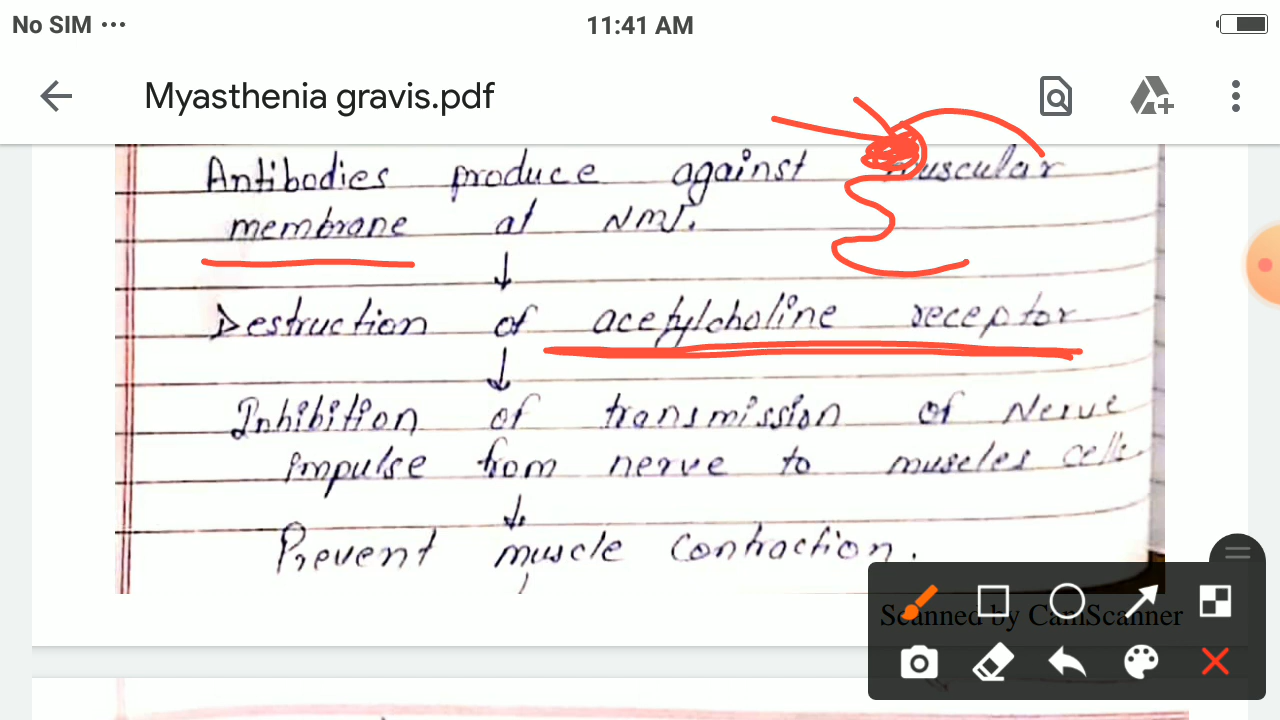 No SIM ...
11:41 AM
Myasthenia gravis.pdf
Antibodies produce against muscular
membrane at NMJ.
↓
Destruction of acetylcholine receptor
↓
Inhibition of transmission of Nerve
impulse from nerve to muscles cells
↓
Prevent muscle contraction.
Scanned by CamScanner